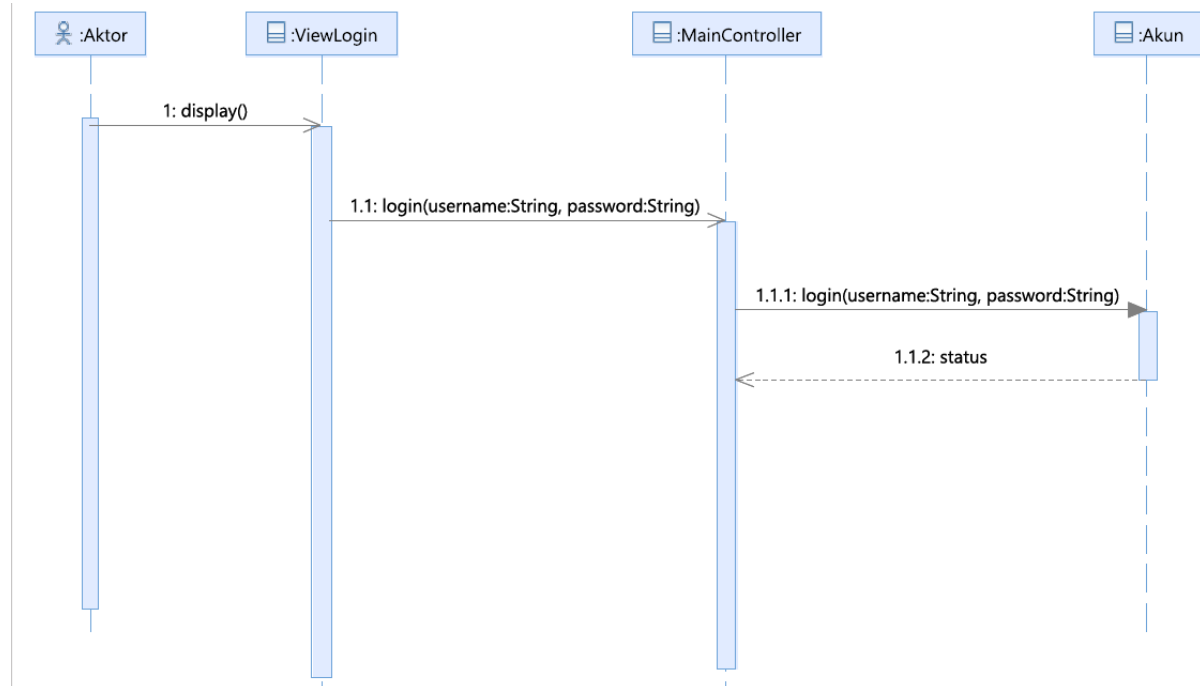 :Aktor
:ViewLogin
:MainController
:Akun
1: display()
1.1: login(username:String, password:String)
1.1.1: login(username:String, password:String)
1.1.2: status